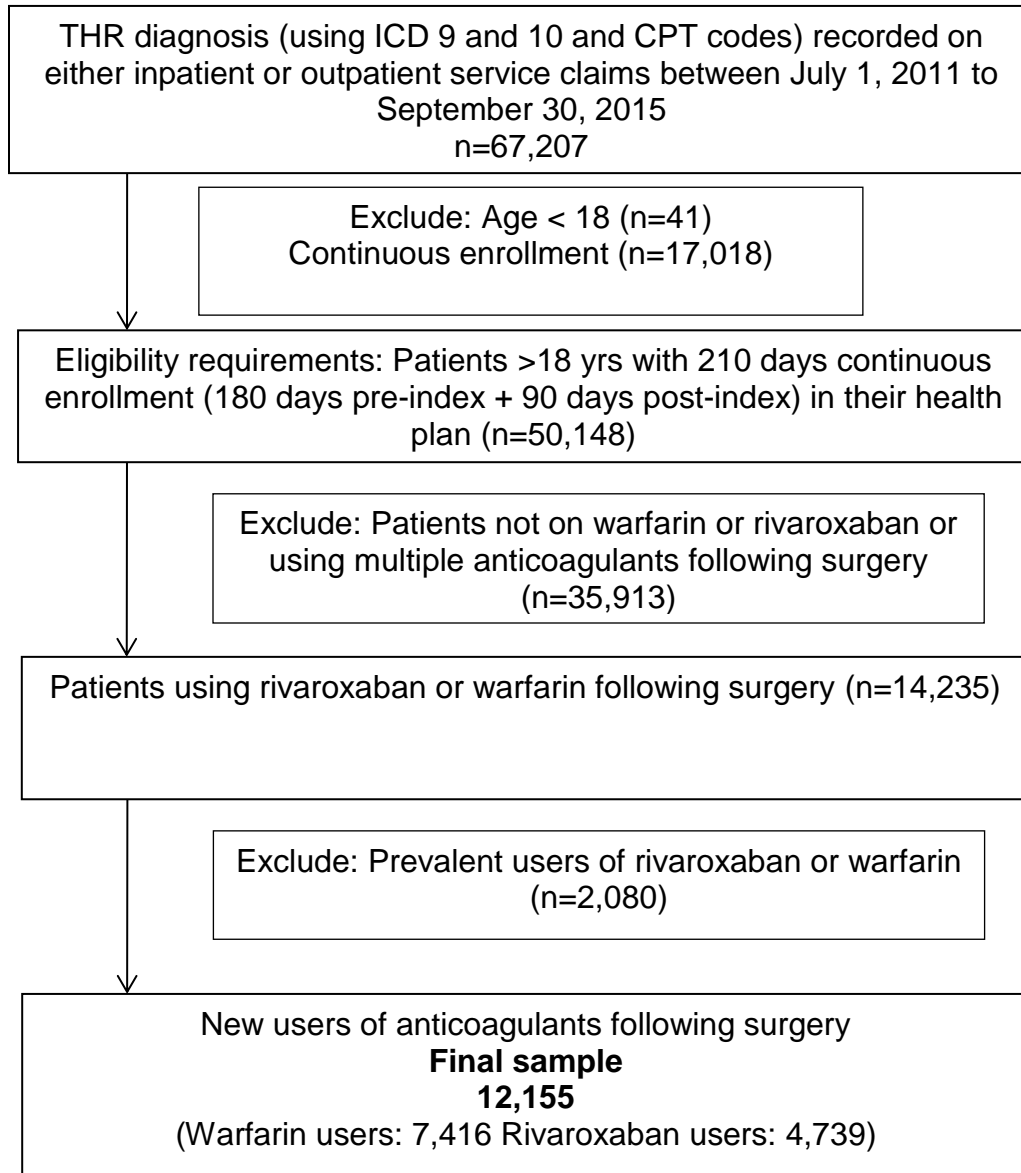 THR diagnosis (using ICD 9 and 10 and CPT codes) recorded on
either inpatient or outpatient service claims between July 1, 2011 to
September 30, 2015
n=67,207
Exclude: Age < 18 (n=41)
Continuous enrollment (n=17,018)
Eligibility requirements: Patients >18 yrs with 210 days continuous
enrollment (180 days pre-index + 90 days post-index) in their health
plan (n=50,148)
Exclude: Patients not on warfarin or rivaroxaban or
using multiple anticoagulants following surgery
(n=35,913)
Patients using rivaroxaban or warfarin following surgery (n=14,235)
Exclude: Prevalent users of rivaroxaban or warfarin
(n=2,080)
New users of anticoagulants following surgery
Final sample
12,155
(Warfarin users: 7,416 Rivaroxaban users: 4,739)